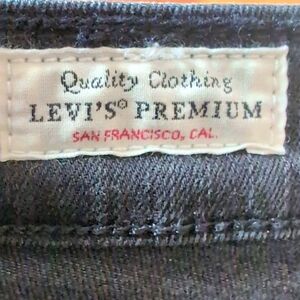 Quality Clothing
LEVI'S® PREMIUM
SAN FRANCISCO, CAL.